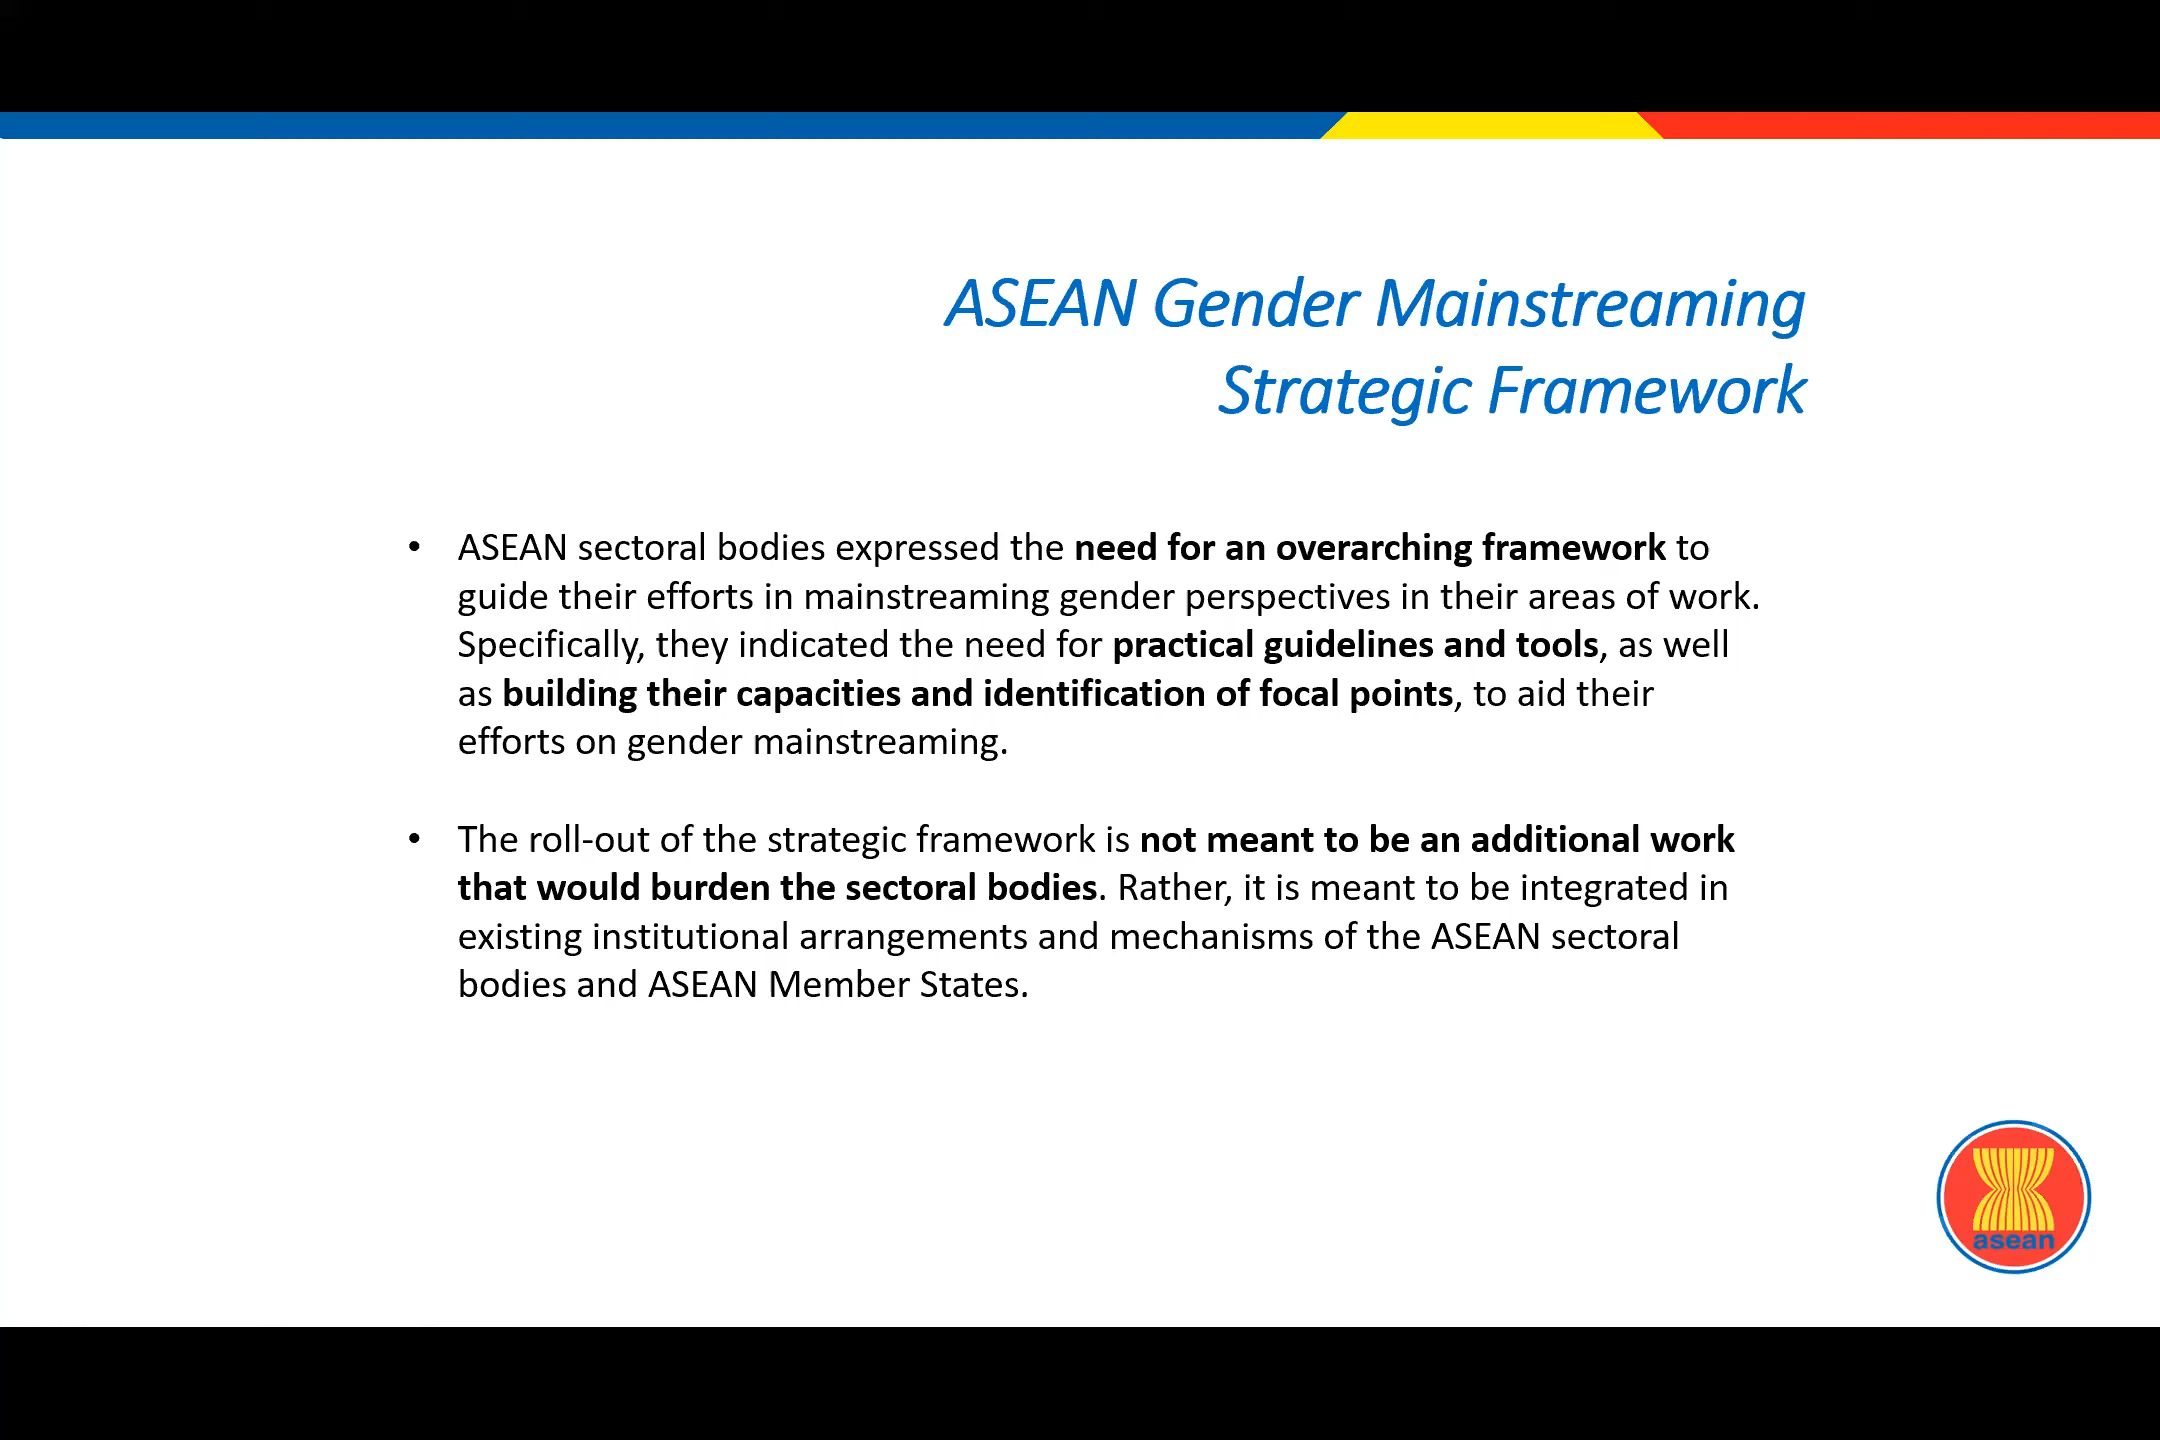 ASEAN Gender Mainstreaming
Strategic Framework
• ASEAN sectoral bodies expressed the need for an overarching framework to
guide their efforts in mainstreaming gender perspectives in their areas of work.
Specifically, they indicated the need for practical guidelines and tools, as well
as building their capacities and identification of focal points, to aid their
efforts on gender mainstreaming.
• The roll-out of the strategic framework is not meant to be an additional work
that would burden the sectoral bodies. Rather, it is meant to be integrated in
existing institutional arrangements and mechanisms of the ASEAN sectoral
bodies and ASEAN Member States.
asean